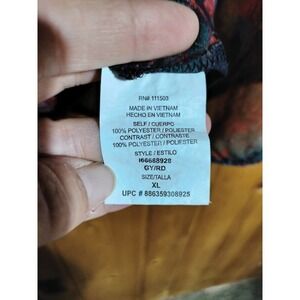 RN# 111503
MADE IN VIETNAM
HECHO EN VIETNAM
SELF / CUERPO
100% POLYESTER / POLIESTER
CONTRAST / CONTRASTE
100% POLYESTER / POLIESTER
STYLE / ESTILO
I66688928
GY/RD
SIZE/TALLA
XL
UPC # 886359308925